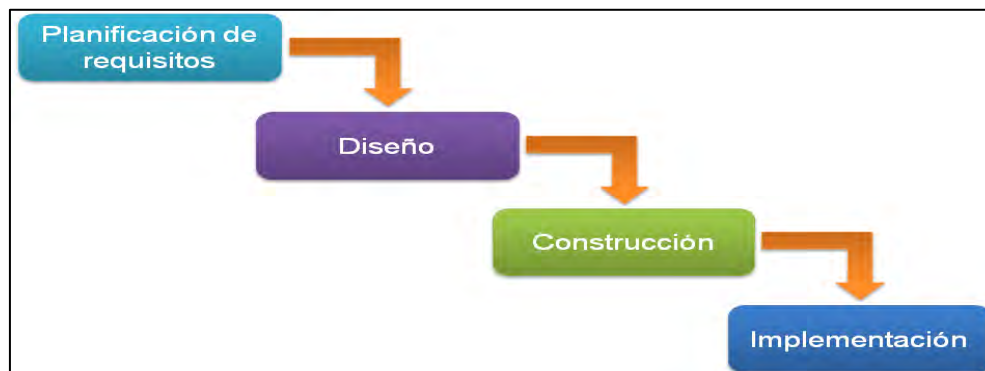 Planificación de
requisitos
Diseño
Construcción
Implementación